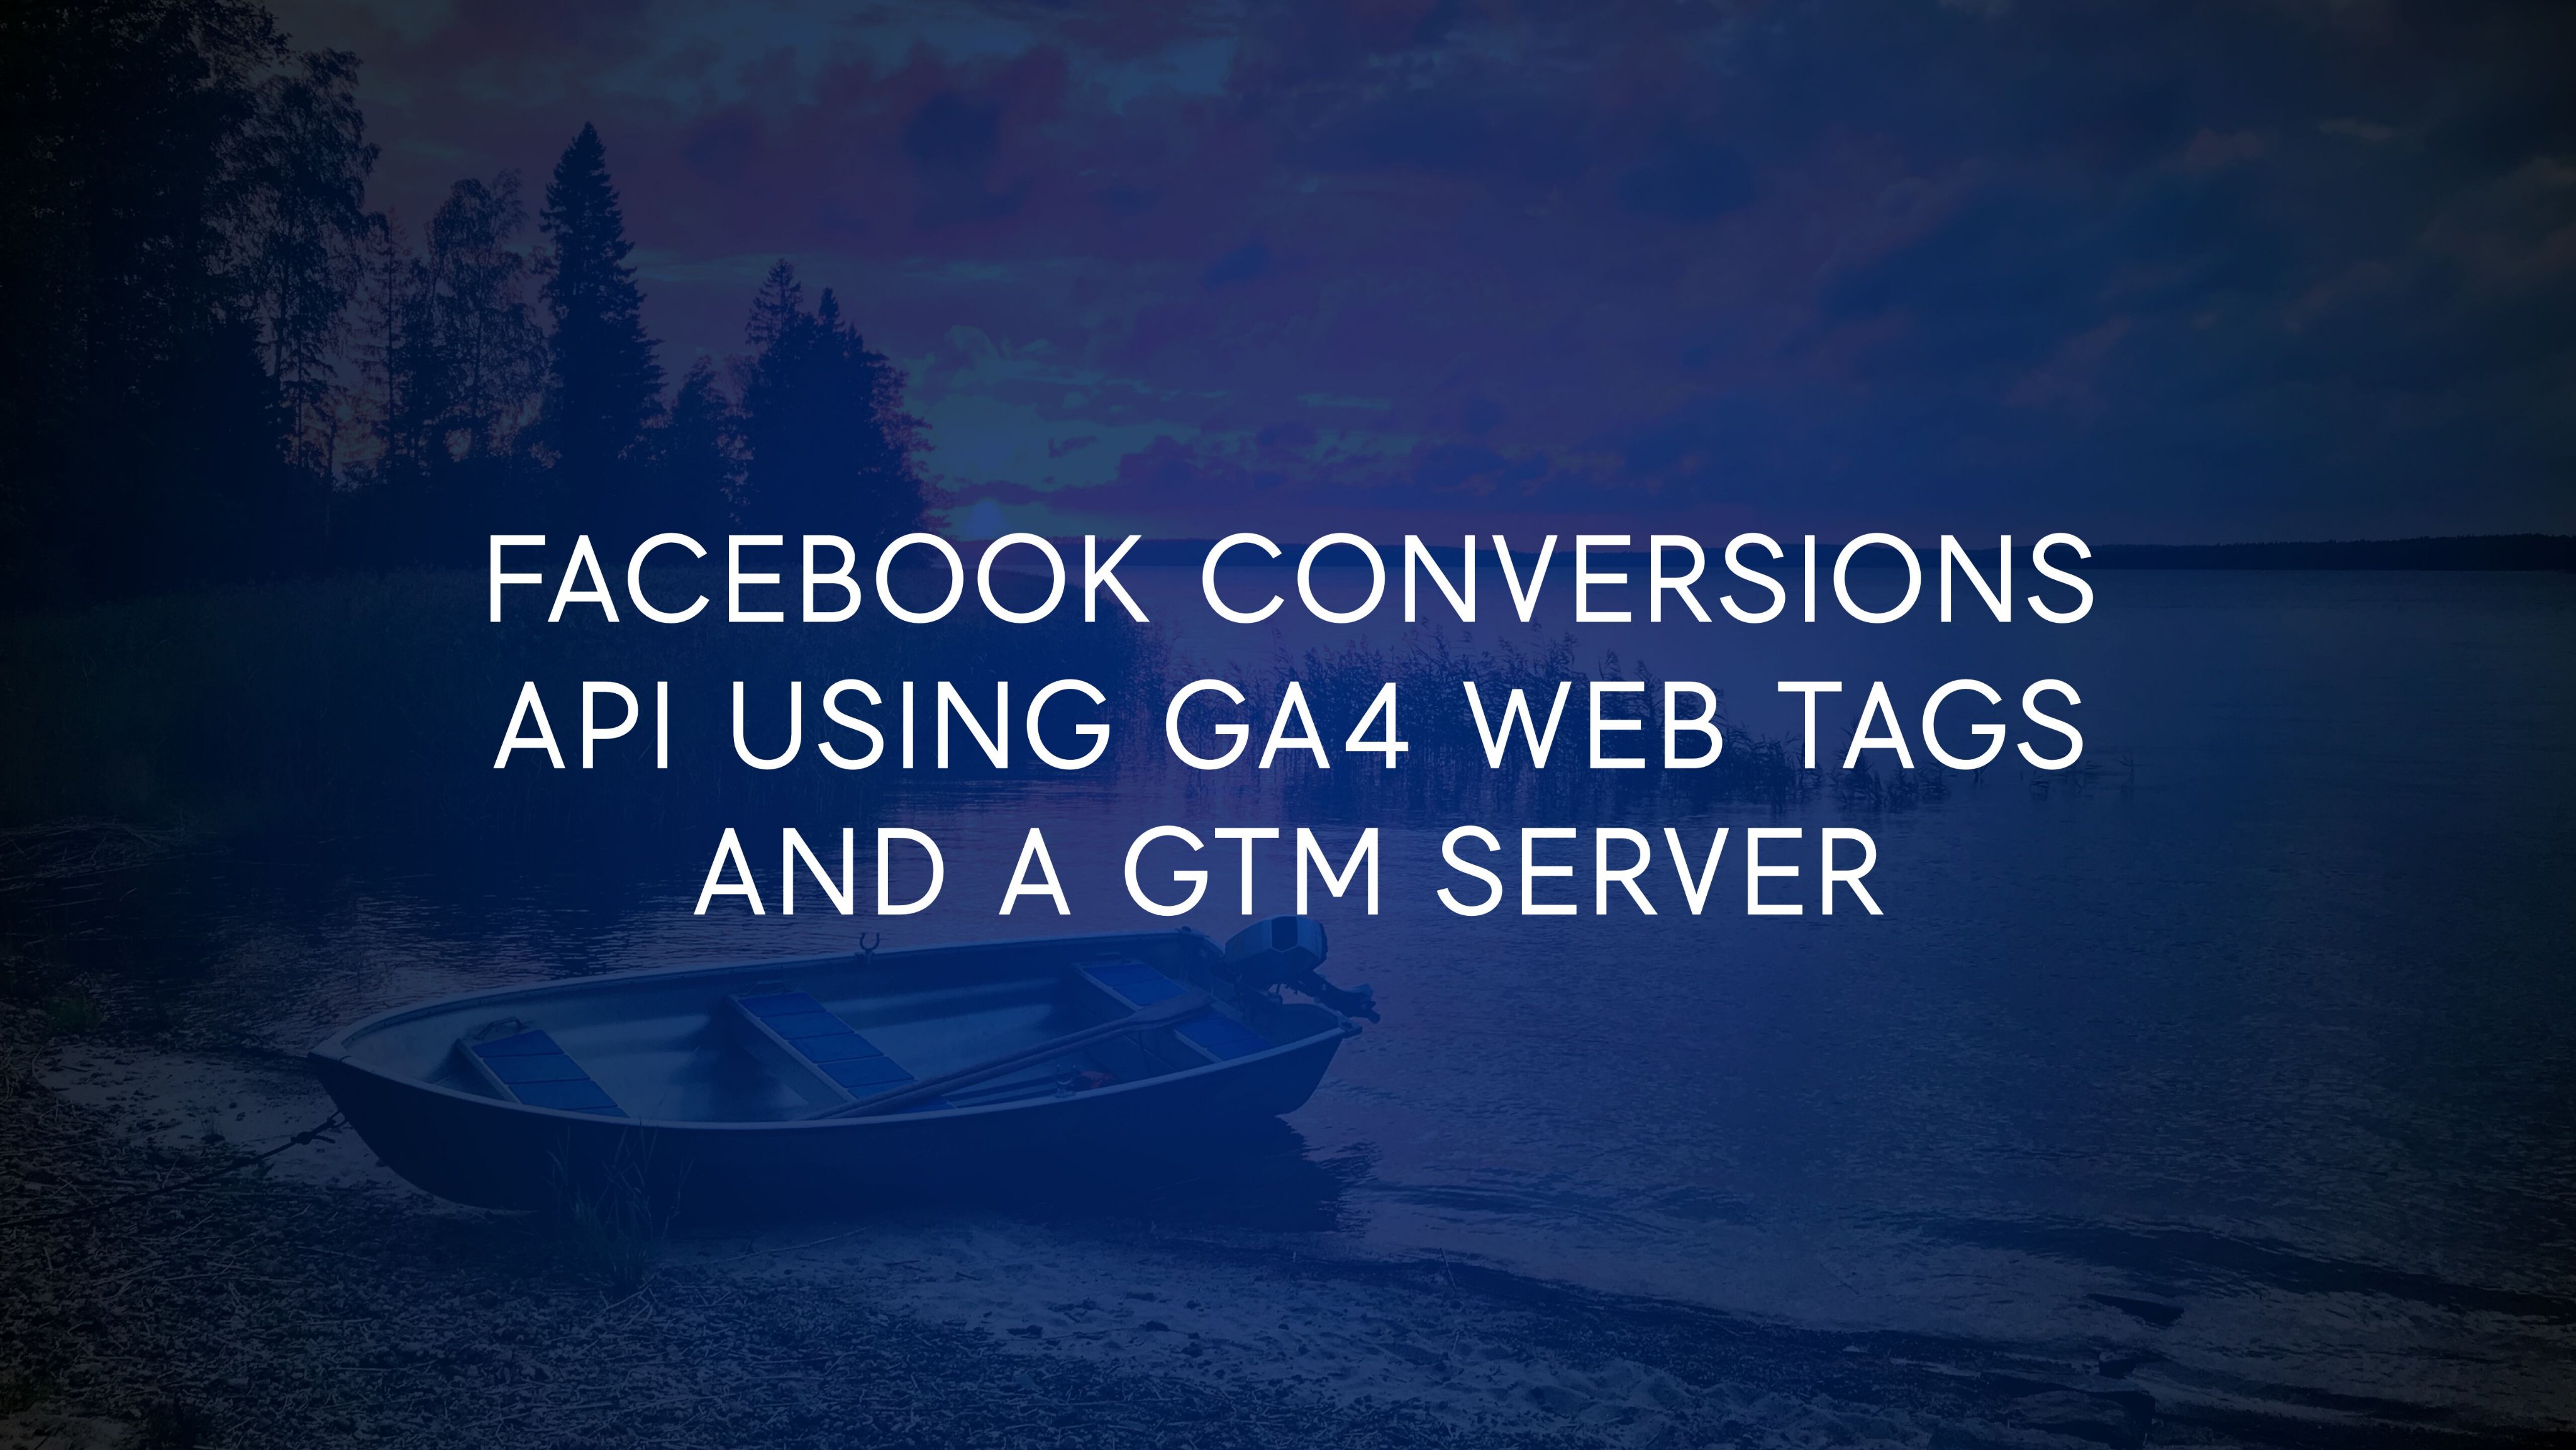 FACEBOOK CONVERSIONS
API USING GA4 WEB TAGS
AND A GTM SERVER